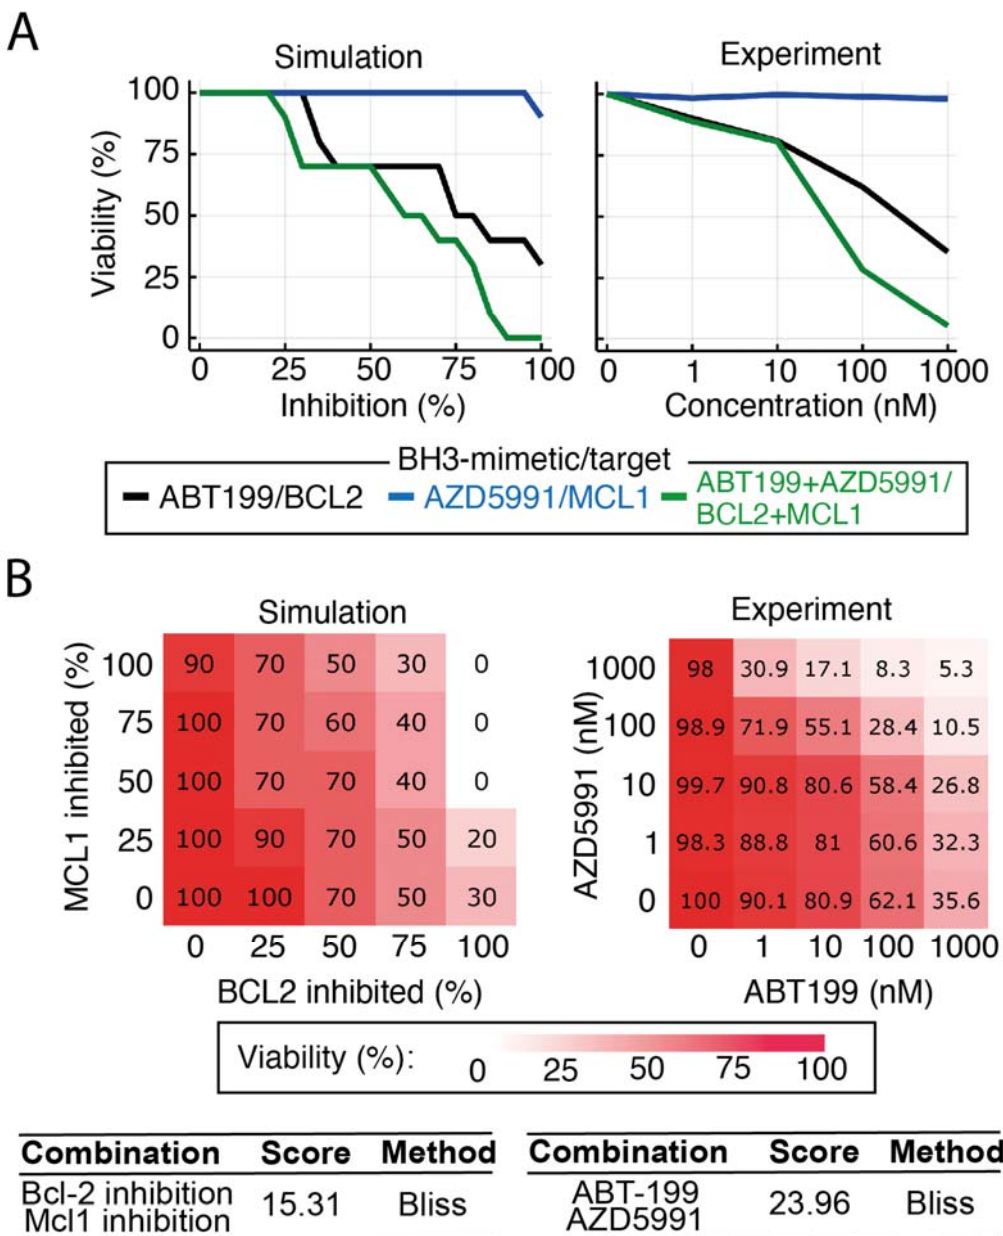 A
Simulation
Experiment
Viability (%)
100
75
50
25
0
0 25 50 75 100
Inhibition (%)
0 1 10 100 1000
Concentration (nM)
BH3-mimetic/target
ABT199/BCL2
AZD5991/MCL1
ABT199+AZD5991/
BCL2+MCL1
B
Simulation
MCL1 inhibited (%)
100 90 70 50 30 0
75 100 70 60 40 0
50 100 70 70 40 0
25 100 90 70 50 20
0 100 100 70 50 30
0 25 50 75 100
BCL2 inhibited (%)
Experiment
AZD5991 (nM)
1000 98 30.9 17.1 8.3 5.3
100 98.9 71.9 55.1 28.4 10.5
10 99.7 90.8 80.6 58.4 26.8
1 98.3 88.8 81 60.6 32.3
0 100 90.1 80.9 62.1 35.6
0 1 10 100 1000
ABT199 (nM)
Viability (%):
0 25 50 75 100
Combination Score Method
Bcl-2 inhibition
Mcl1 inhibition
15.31 Bliss
Combination Score Method
ABT-199
AZD5991
23.96 Bliss